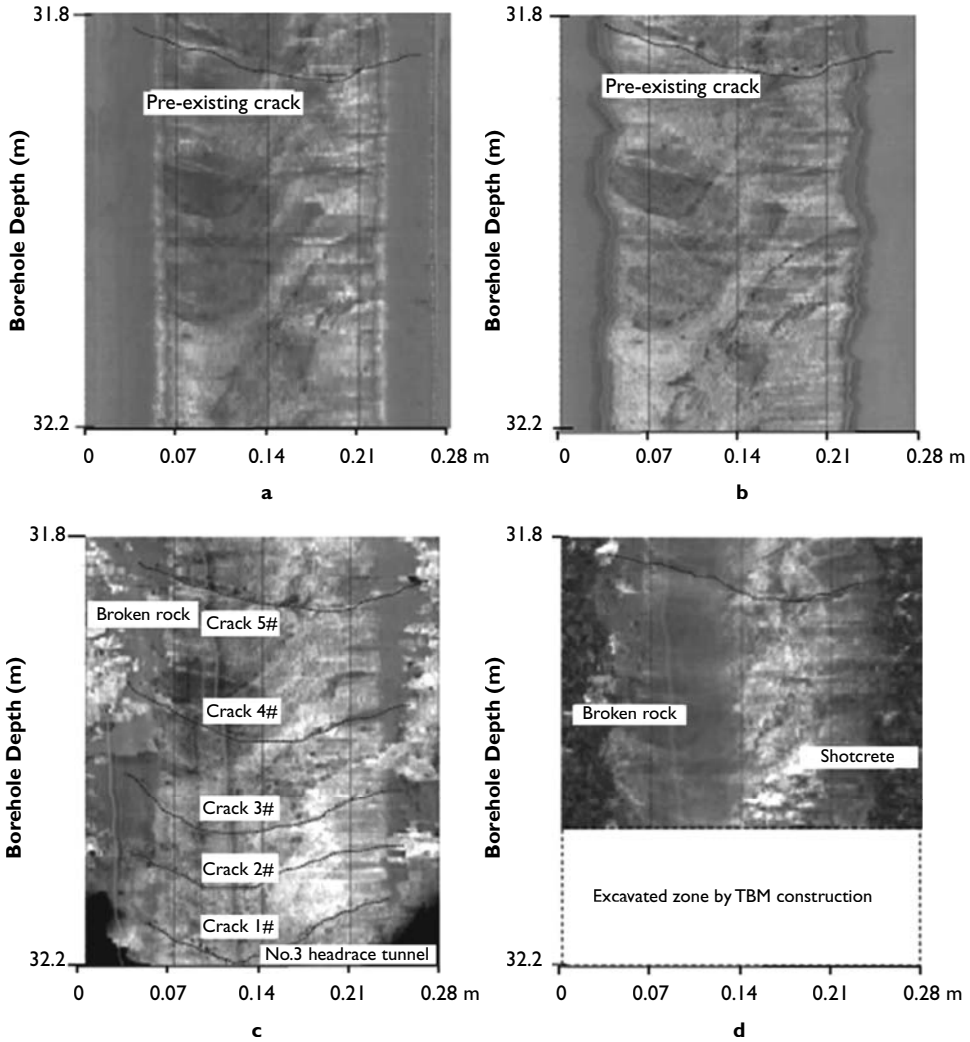 31.8
Pre-existing crack
Borehole Depth (m)
32.2
0 0.07 0.14 0.21 0.28 m
a
31.8
Pre-existing crack
Borehole Depth (m)
32.2
0 0.07 0.14 0.21 0.28 m
b
31.8
Broken rock
Crack 5#
Crack 4#
Crack 3#
Crack 2#
Crack 1#
No.3 headrace tunnel
Borehole Depth (m)
32.2
0 0.07 0.14 0.21 0.28 m
c
31.8
Broken rock
Shotcrete
Excavated zone by TBM construction
Borehole Depth (m)
32.2
0 0.07 0.14 0.21 0.28 m
d